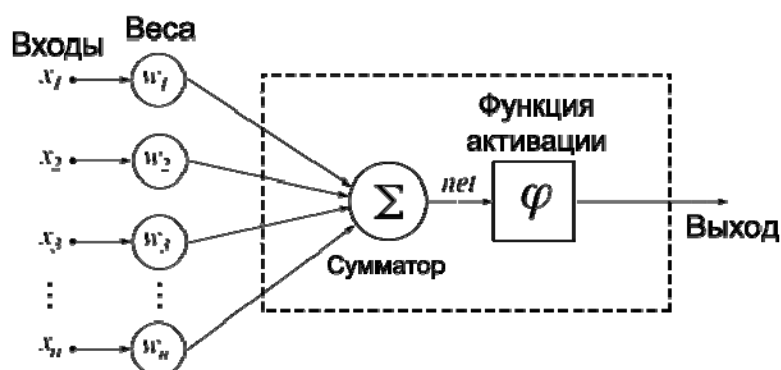 Входы
Веса
x1
w1
x2
w2
x3
w3
⋮
⋮
xn
wn
Σ
Сумматор
net
Функция
активации
φ
Выход